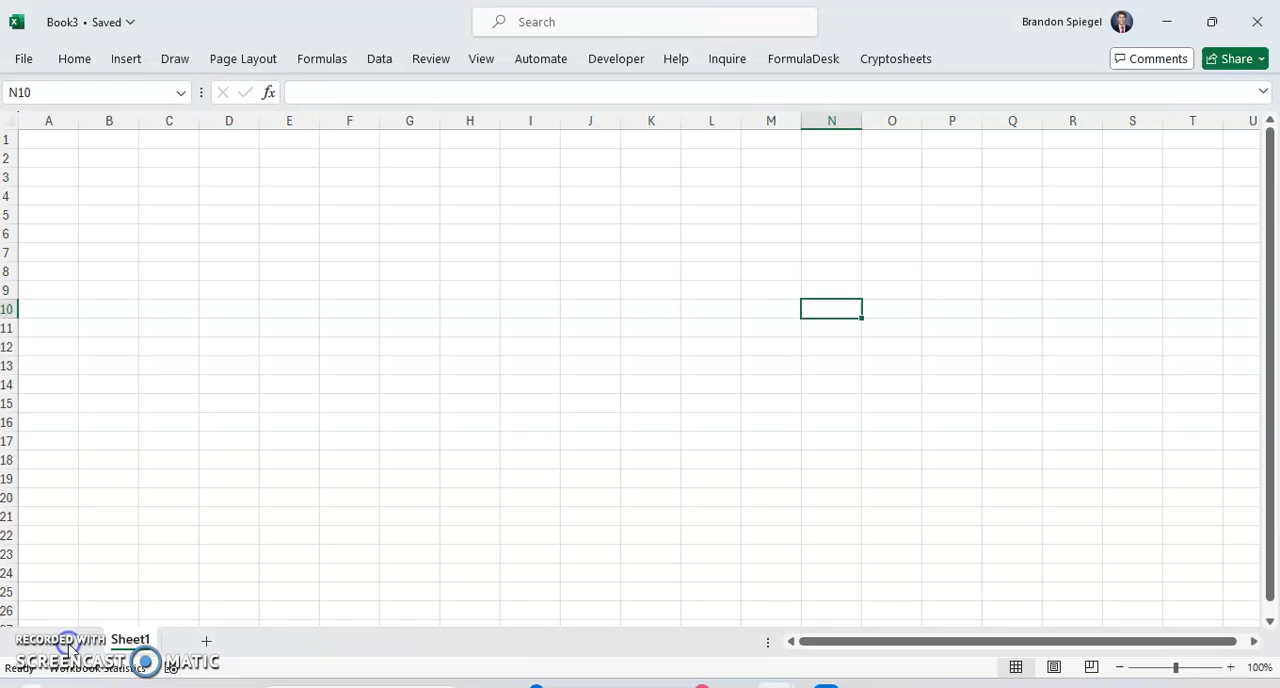 Book3 • Saved
Search
Brandon Spiegel
File Home Insert Draw Page Layout Formulas Data Review View Automate Developer Help Inquire FormulaDesk Cryptosheets
Comments Share
N10 fx
A B C D E F G H I J K L M N O P Q R S T U
1
2
3
4
5
6
7
8
9
10
11
12
13
14
15
16
17
18
19
20
21
22
23
24
25
26
RECORDED WITH
Sheet1
SCREENCAST MATIC
Ready Workbook Statistics
100%